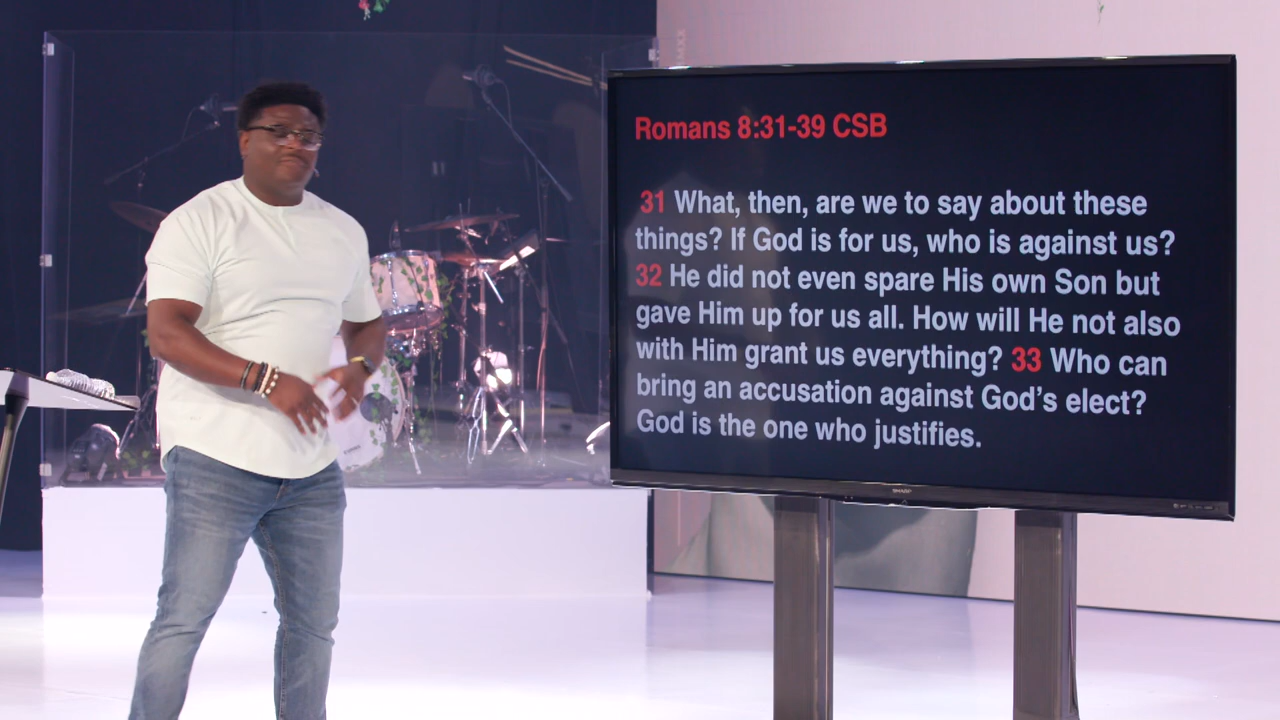 Romans 8:31-39 CSB
31 What, then, are we to say about these
things? If God is for us, who is against us?
32 He did not even spare His own Son but
gave Him up for us all. How will He not also
with Him grant us everything? 33 Who can
bring an accusation against God's elect?
God is the one who justifies.
SHARP